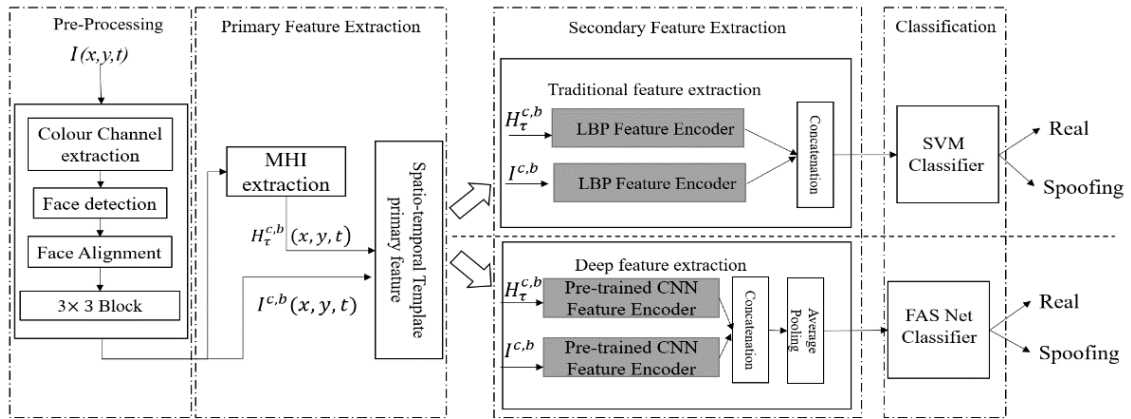 Pre-Processing
I(x,y,t)
Colour Channel
extraction
Face detection
Face Alignment
3× 3 Block
Primary Feature Extraction
MHI
extraction
H_τ^{c,b}(x, y, t)
I^{c,b}(x, y, t)
Spatio-temporal Template
primary feature
Secondary Feature Extraction
Traditional feature extraction
H_τ^{c,b}
LBP Feature Encoder
I^{c,b}
LBP Feature Encoder
Concatenation
Deep feature extraction
H_τ^{c,b}
Pre-trained CNN
Feature Encoder
I^{c,b}
Pre-trained CNN
Feature Encoder
Concatenation
Average
Pooling
Classification
SVM
Classifier
Real
Spoofing
FAS Net
Classifier
Real
Spoofing